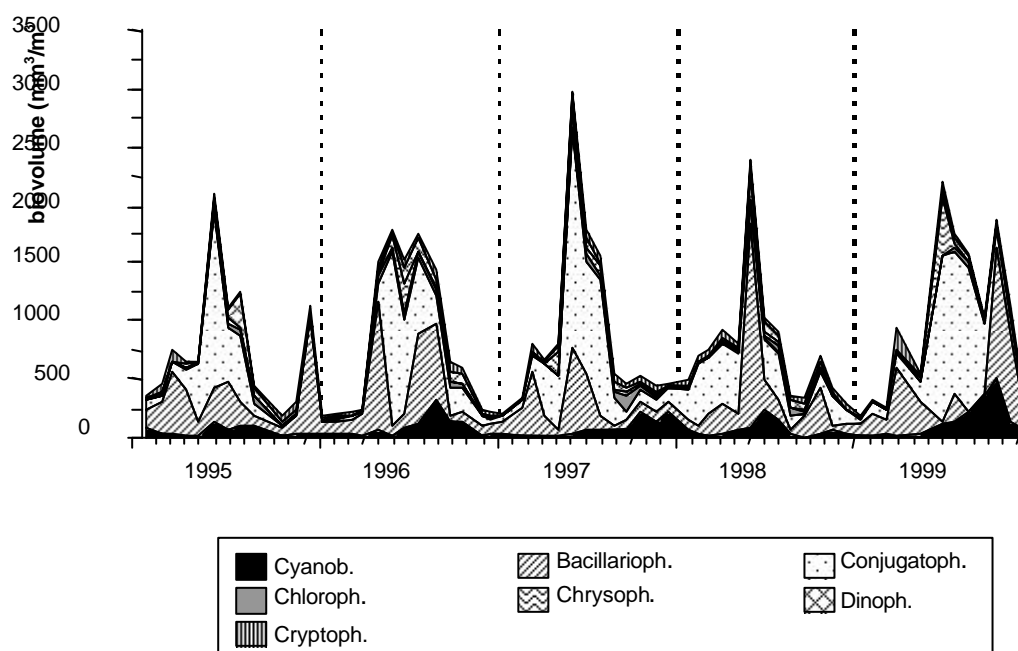 3500
3000
2500
2000
1500
1000
500
0
biovolume (mm³/m³
1995 1996 1997 1998 1999
Cyanob. Bacillarioph. Conjugatoph.
Chloroph. Chrysoph. Dinoph.
Cryptoph.